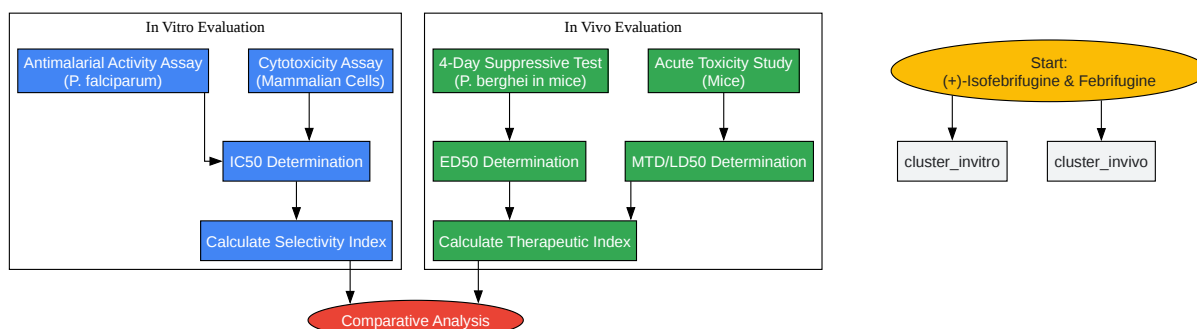 In Vitro Evaluation
Antimalarial Activity Assay
(P. falciparum)
Cytotoxicity Assay
(Mammalian Cells)
IC50 Determination
Calculate Selectivity Index
In Vivo Evaluation
4-Day Suppressive Test
(P. berghei in mice)
Acute Toxicity Study
(Mice)
ED50 Determination
MTD/LD50 Determination
Calculate Therapeutic Index
Comparative Analysis
Start:
(+)-Isofebrifugine & Febrifugine
cluster_invitro
cluster_invivo